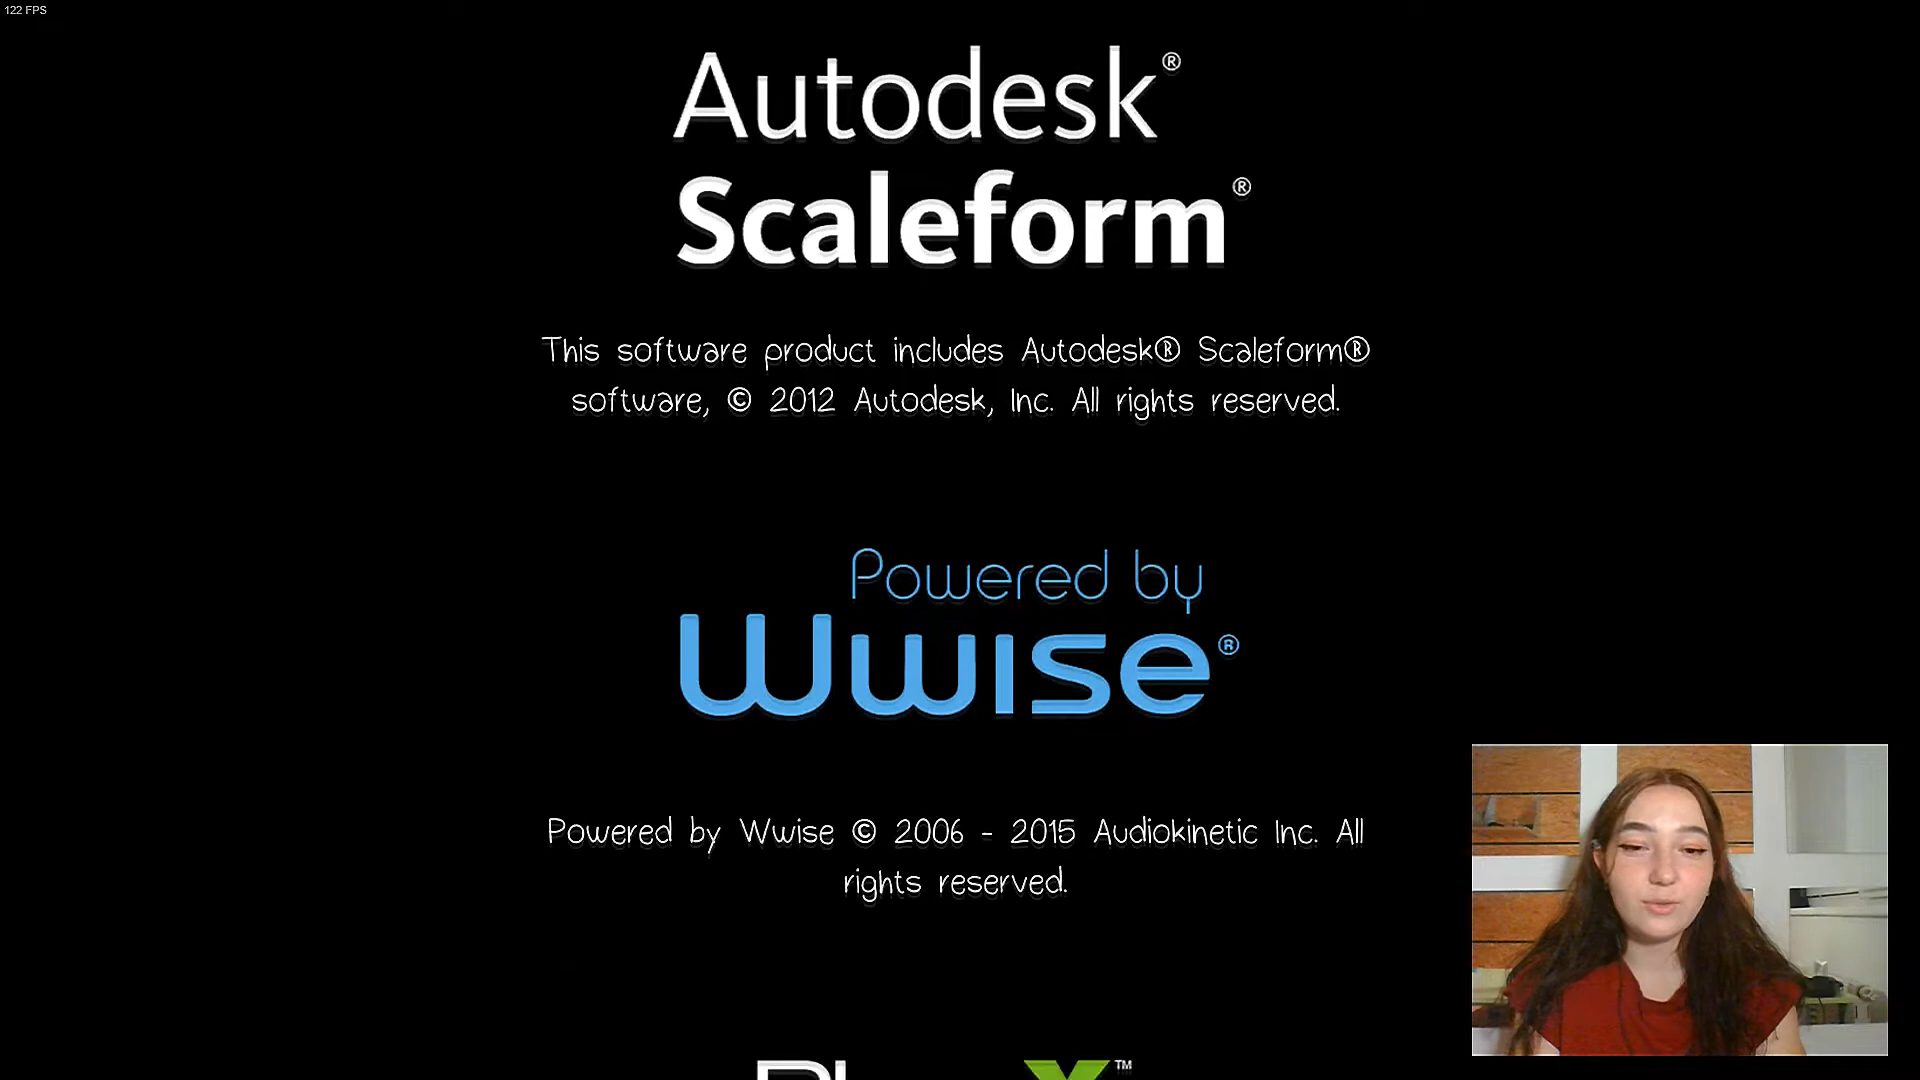 122 FPS
Autodesk®
Scaleform®
This software product includes Autodesk® Scaleform®
software, © 2012 Autodesk, Inc. All rights reserved.
Powered by
Wwise®
Powered by Wwise © 2006 - 2015 Audiokinetic Inc. All
rights reserved.